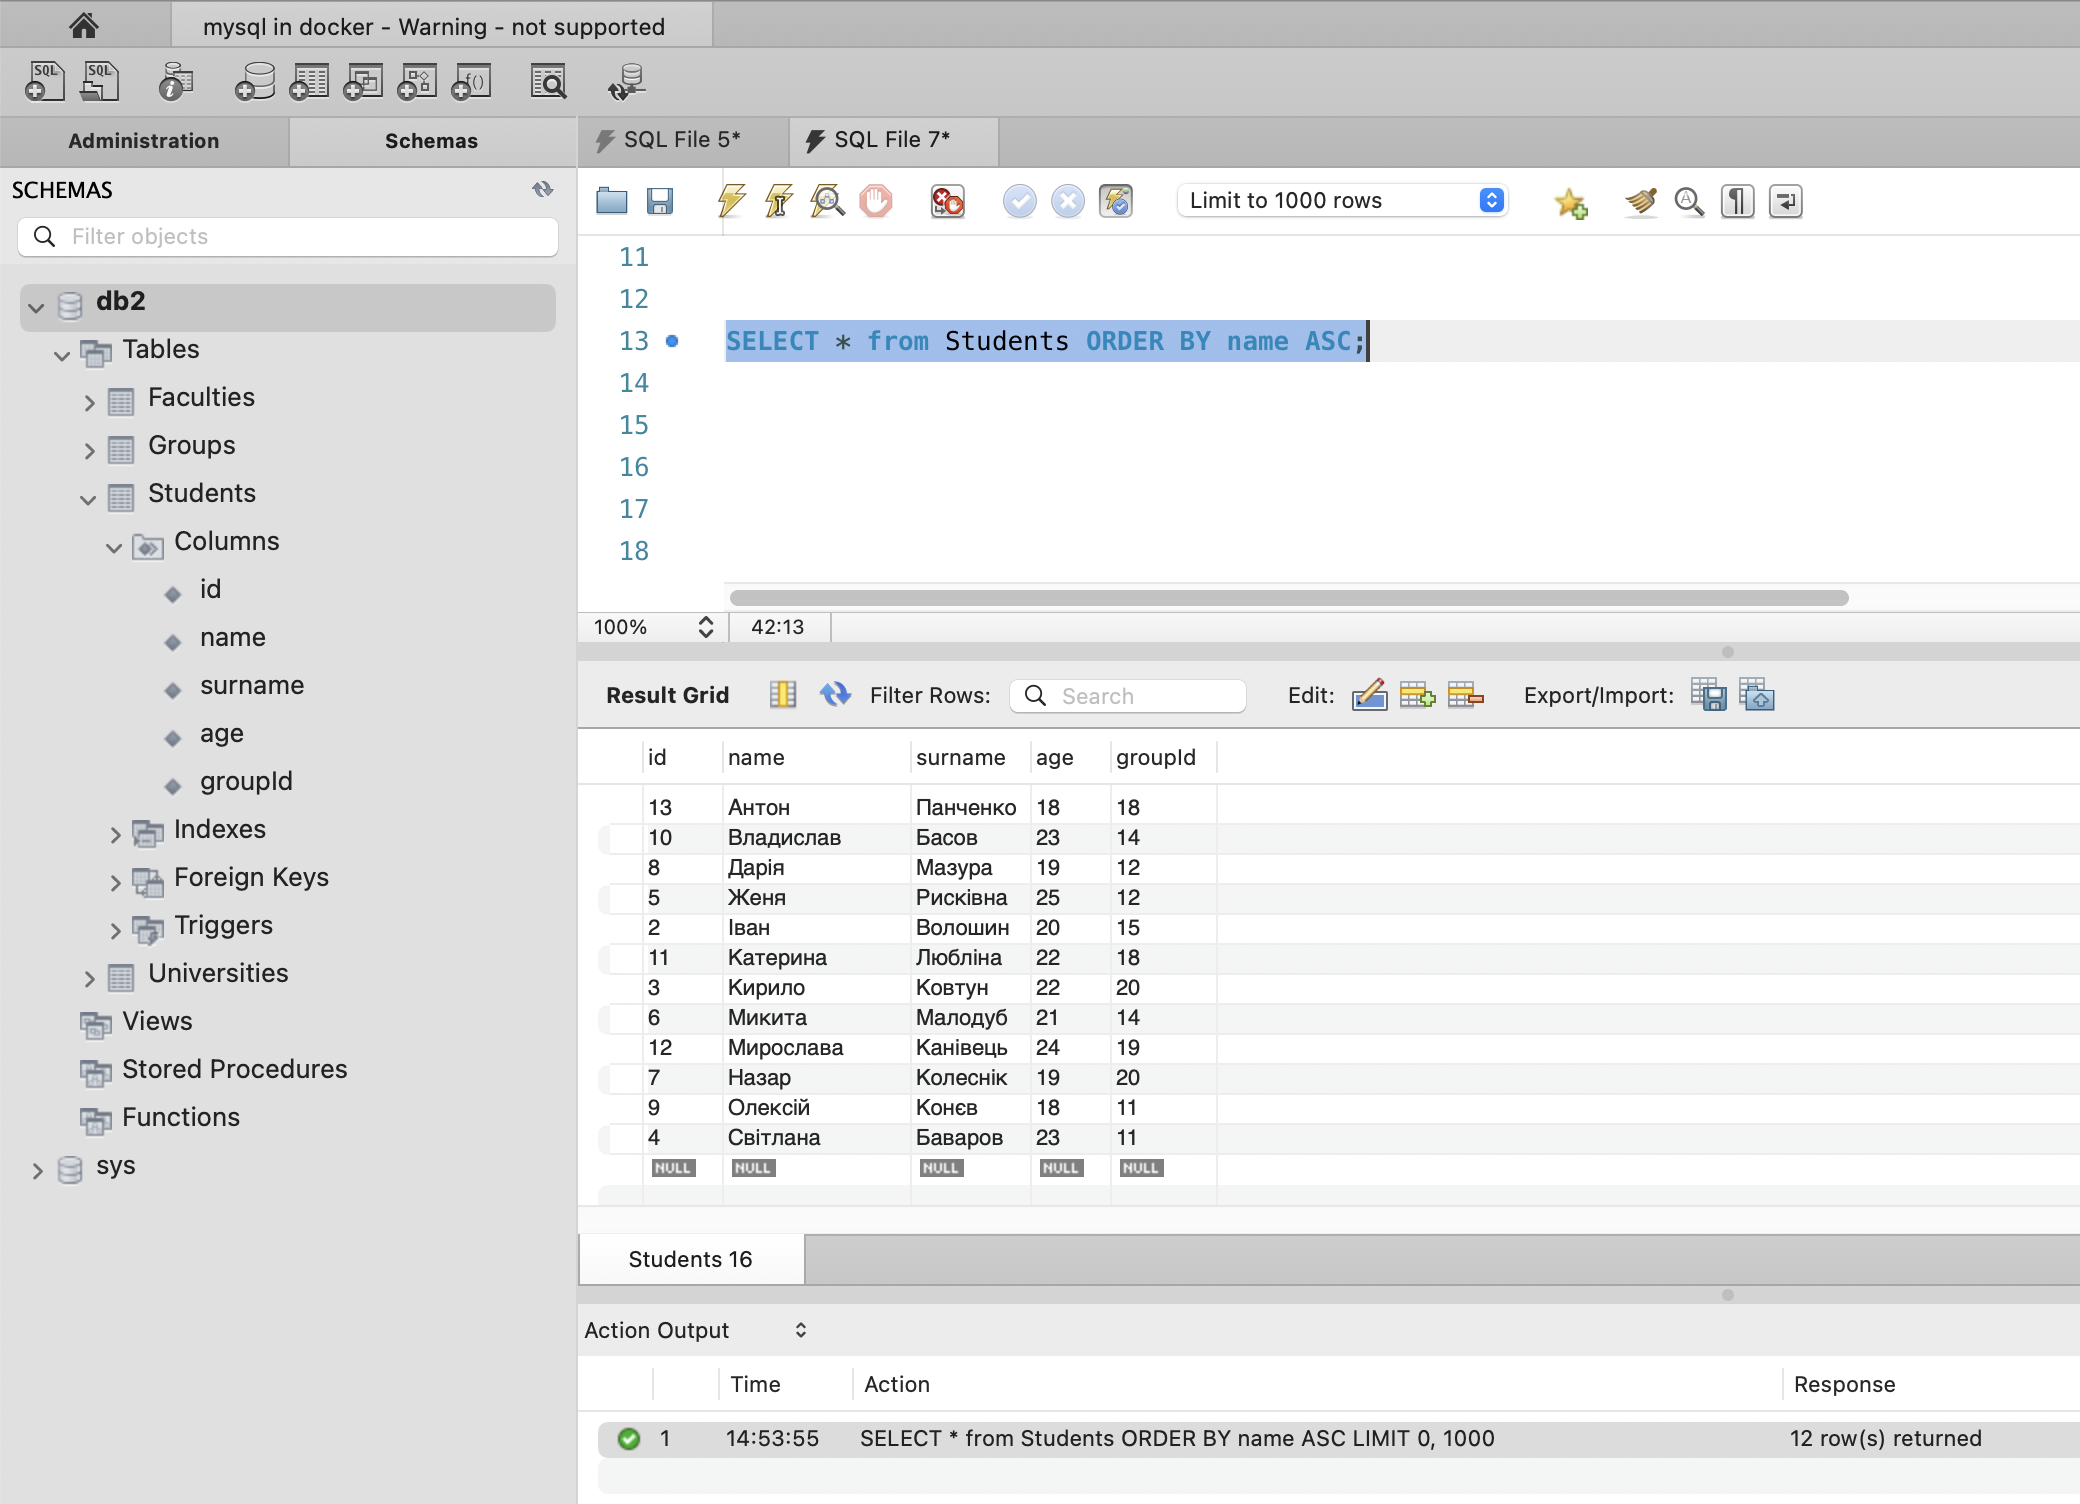 mysql in docker - Warning - not supported
SQL SQL i f()
Administration Schemas
SQL File 5* SQL File 7*
SCHEMAS
Filter objects
Limit to 1000 rows
db2
Tables
Faculties
Groups
Students
Columns
id
name
surname
age
groupId
Indexes
Foreign Keys
Triggers
Universities
Views
Stored Procedures
Functions
sys
11
12
13 SELECT * from Students ORDER BY name ASC;
14
15
16
17
18
100% 42:13
Result Grid Filter Rows: Search Edit: Export/Import:
id name surname age groupId
13 Антон Панченко 18 18
10 Владислав Басов 23 14
8 Дарія Мазура 19 12
5 Женя Рисківна 25 12
2 Іван Волошин 20 15
11 Катерина Любліна 22 18
3 Кирило Ковтун 22 20
6 Микита Малодуб 21 14
12 Мирослава Канівець 24 19
7 Назар Колеснік 19 20
9 Олексій Конєв 18 11
4 Світлана Баваров 23 11
NULL NULL NULL NULL NULL
Students 16
Action Output
Time Action Response
1 14:53:55 SELECT * from Students ORDER BY name ASC LIMIT 0, 1000 12 row(s) returned